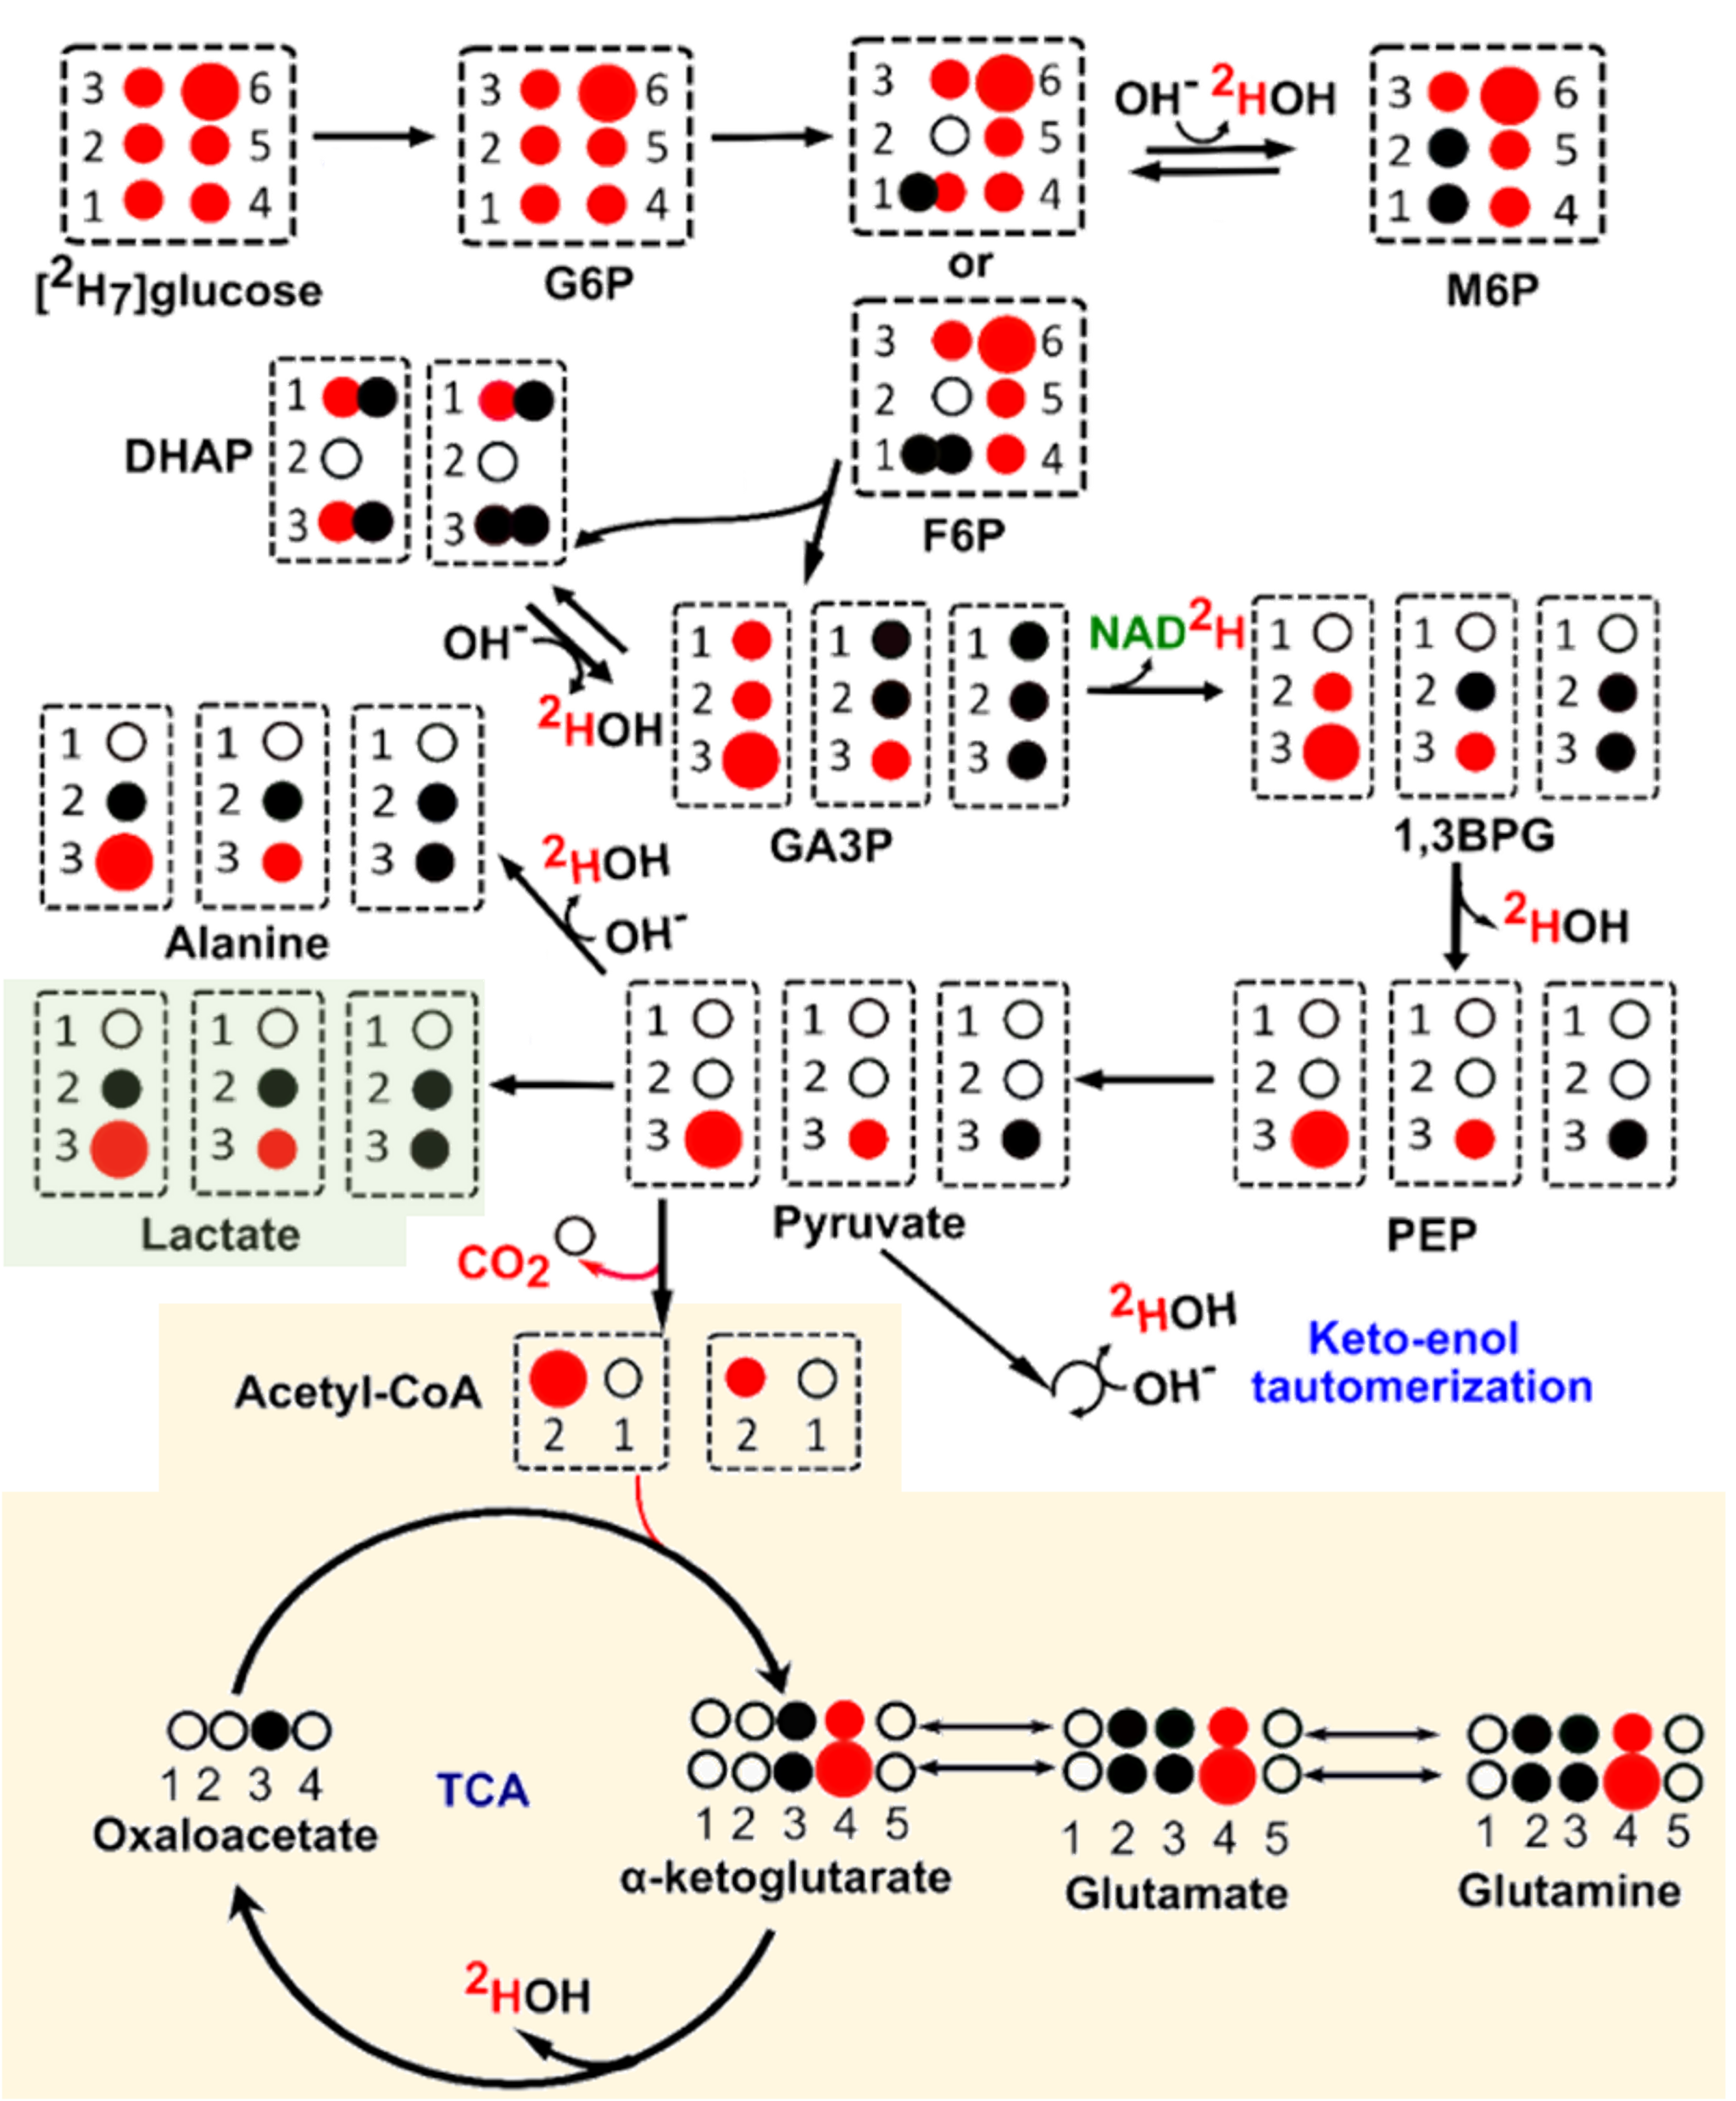 3 6
2 5
1 4
[2H7]glucose
3 6
2 5
1 4
G6P
3 6
2 5
1 4
or
3 6
2 5
1 4
F6P
OH- 2HOH
3 6
2 5
1 4
M6P
DHAP
1
2
3
1
2
3
OH-
2HOH
1
2
3
1
2
3
1
2
3
GA3P
NAD2H
1
2
3
1
2
3
1
2
3
1,3BPG
2HOH
1
2
3
1
2
3
1
2
3
Alanine
2HOH
OH-
1
2
3
1
2
3
1
2
3
Lactate
1
2
3
1
2
3
1
2
3
Pyruvate
1
2
3
1
2
3
1
2
3
PEP
CO2
2HOH
OH-
Keto-enol
tautomerization
Acetyl-CoA
2 1
2 1
1 2 3 4
Oxaloacetate
TCA
1 2 3 4 5
α-ketoglutarate
1 2 3 4 5
Glutamate
1 2 3 4 5
Glutamine
2HOH